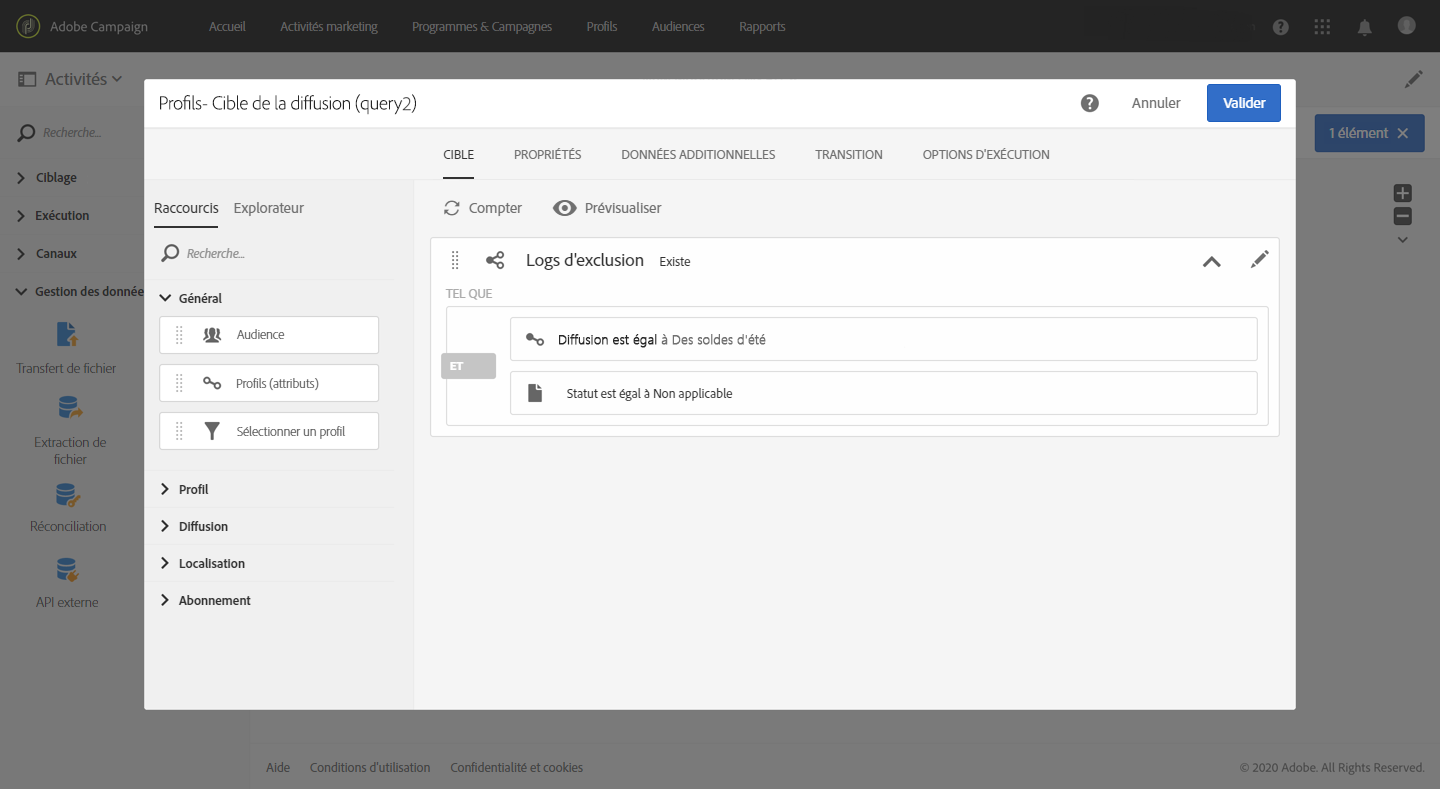 Adobe Campaign
Accueil
Activités marketing
Programmes & Campagnes
Profils
Audiences
Rapports
Activités
Profils- Cible de la diffusion (query2)
Annuler
Valider
1 élément
Recherche...
Ciblage
Exécution
Canaux
Gestion des donnée
Transfert de fichier
Extraction de
fichier
Réconciliation
API externe
CIBLE
PROPRIÉTÉS
DONNÉES ADDITIONNELLES
TRANSITION
OPTIONS D'EXÉCUTION
Raccourcis
Explorateur
Recherche...
Général
Audience
Profils (attributs)
Sélectionner un profil
Profil
Diffusion
Localisation
Abonnement
Compter
Prévisualiser
Logs d'exclusion Existe
TEL QUE
ET
Diffusion est égal à Des soldes d'été
Statut est égal à Non applicable
Aide
Conditions d'utilisation
Confidentialité et cookies
© 2020 Adobe. All Rights Reserved.